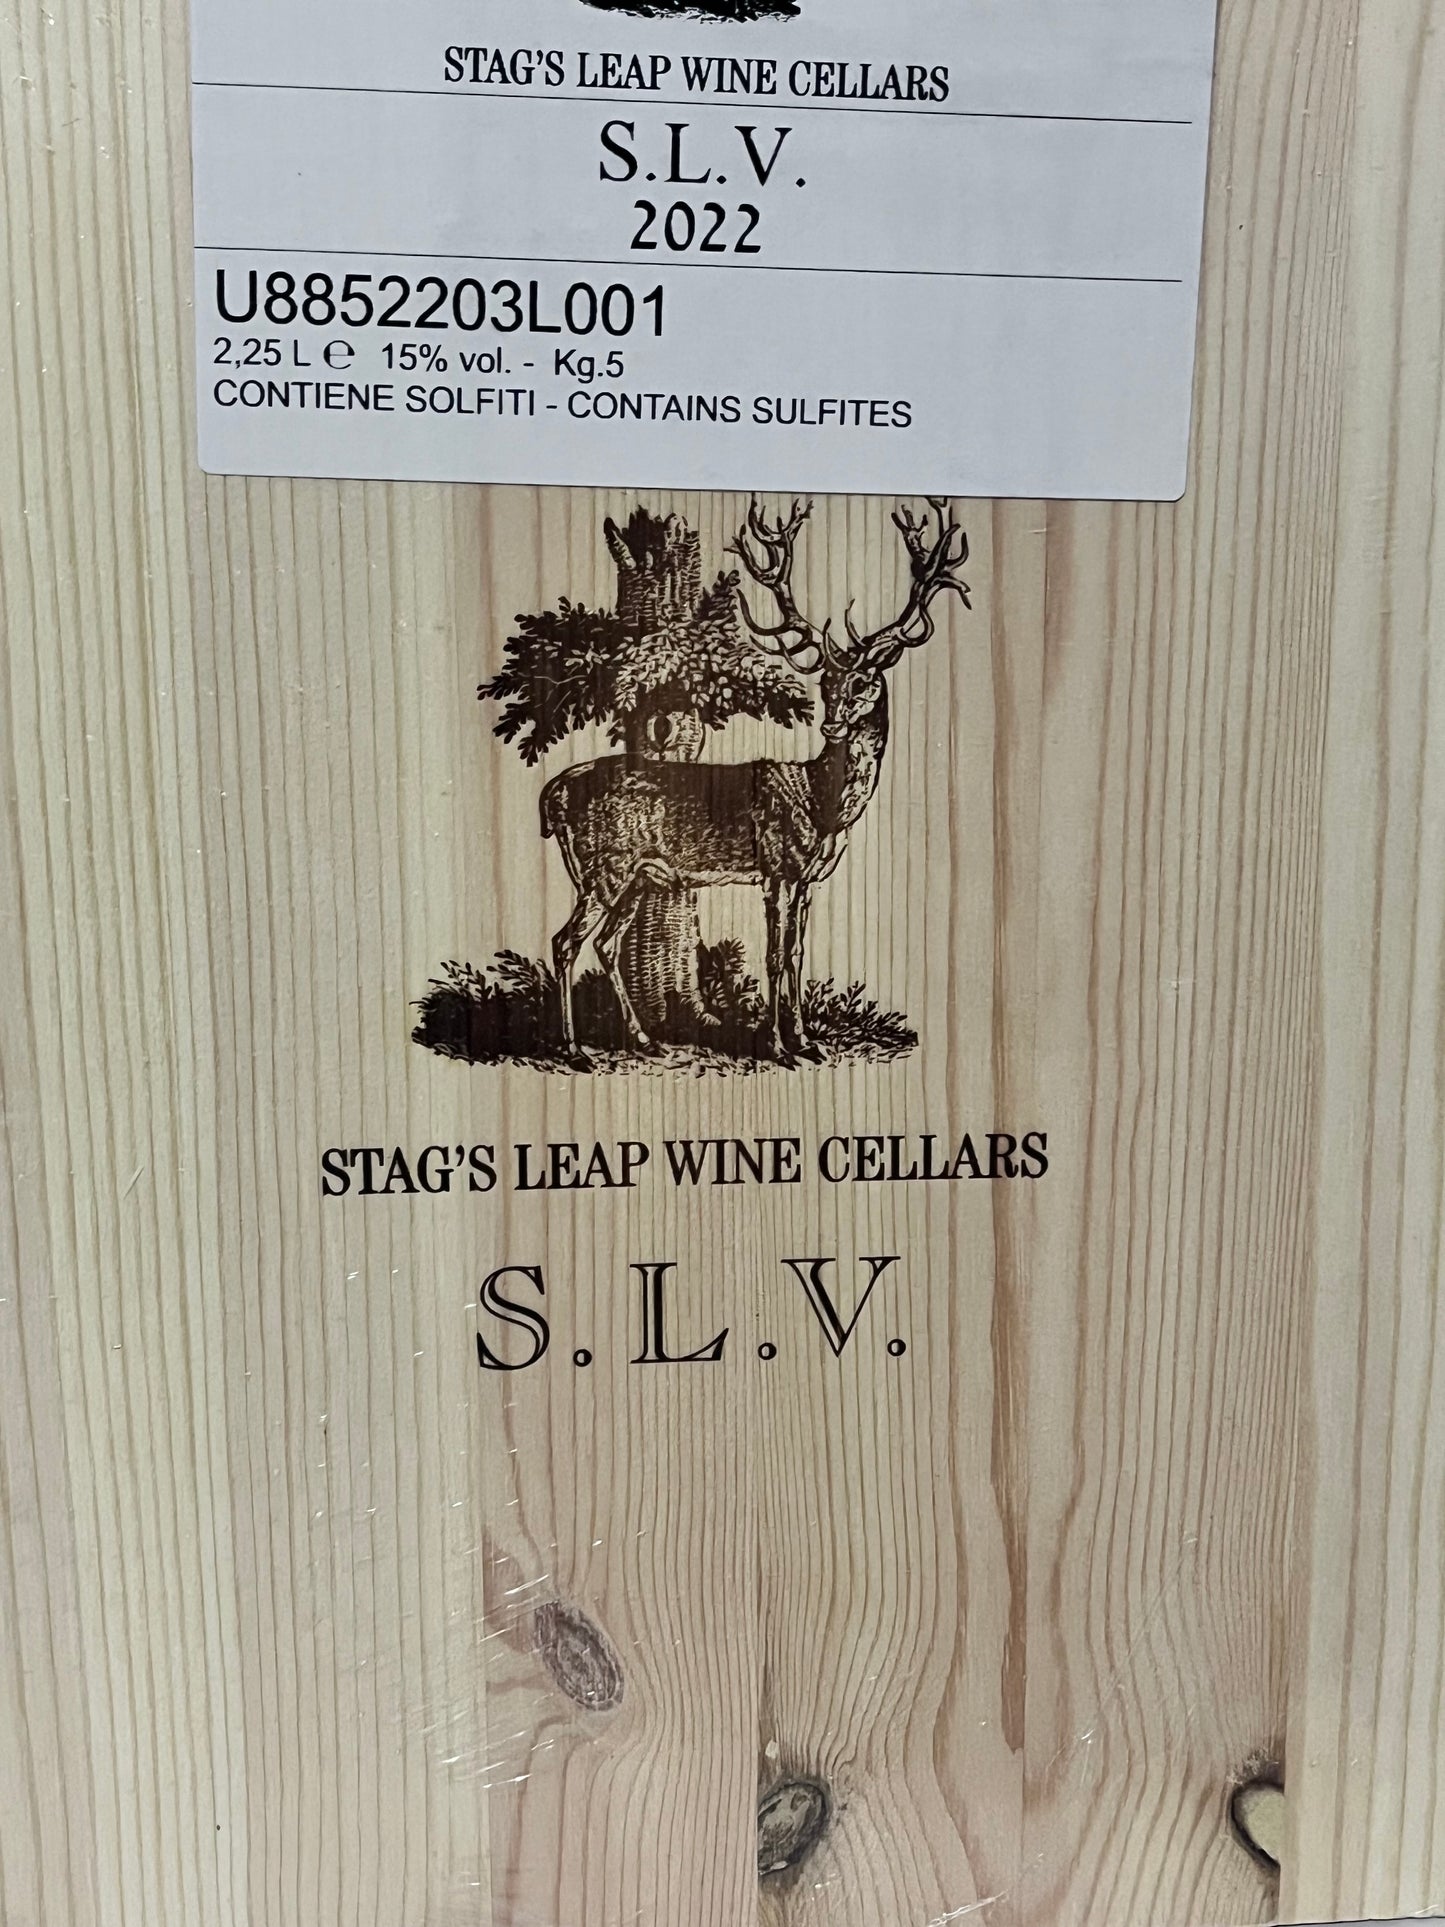 STAG'S LEAP WINE CELLARS
S.L.V.
2022
U8852203L001
2,25 L ℮ 15% vol. - Kg.5
CONTIENE SOLFITI - CONTAINS SULFITES
STAG'S LEAP WINE CELLARS
S.L.V.